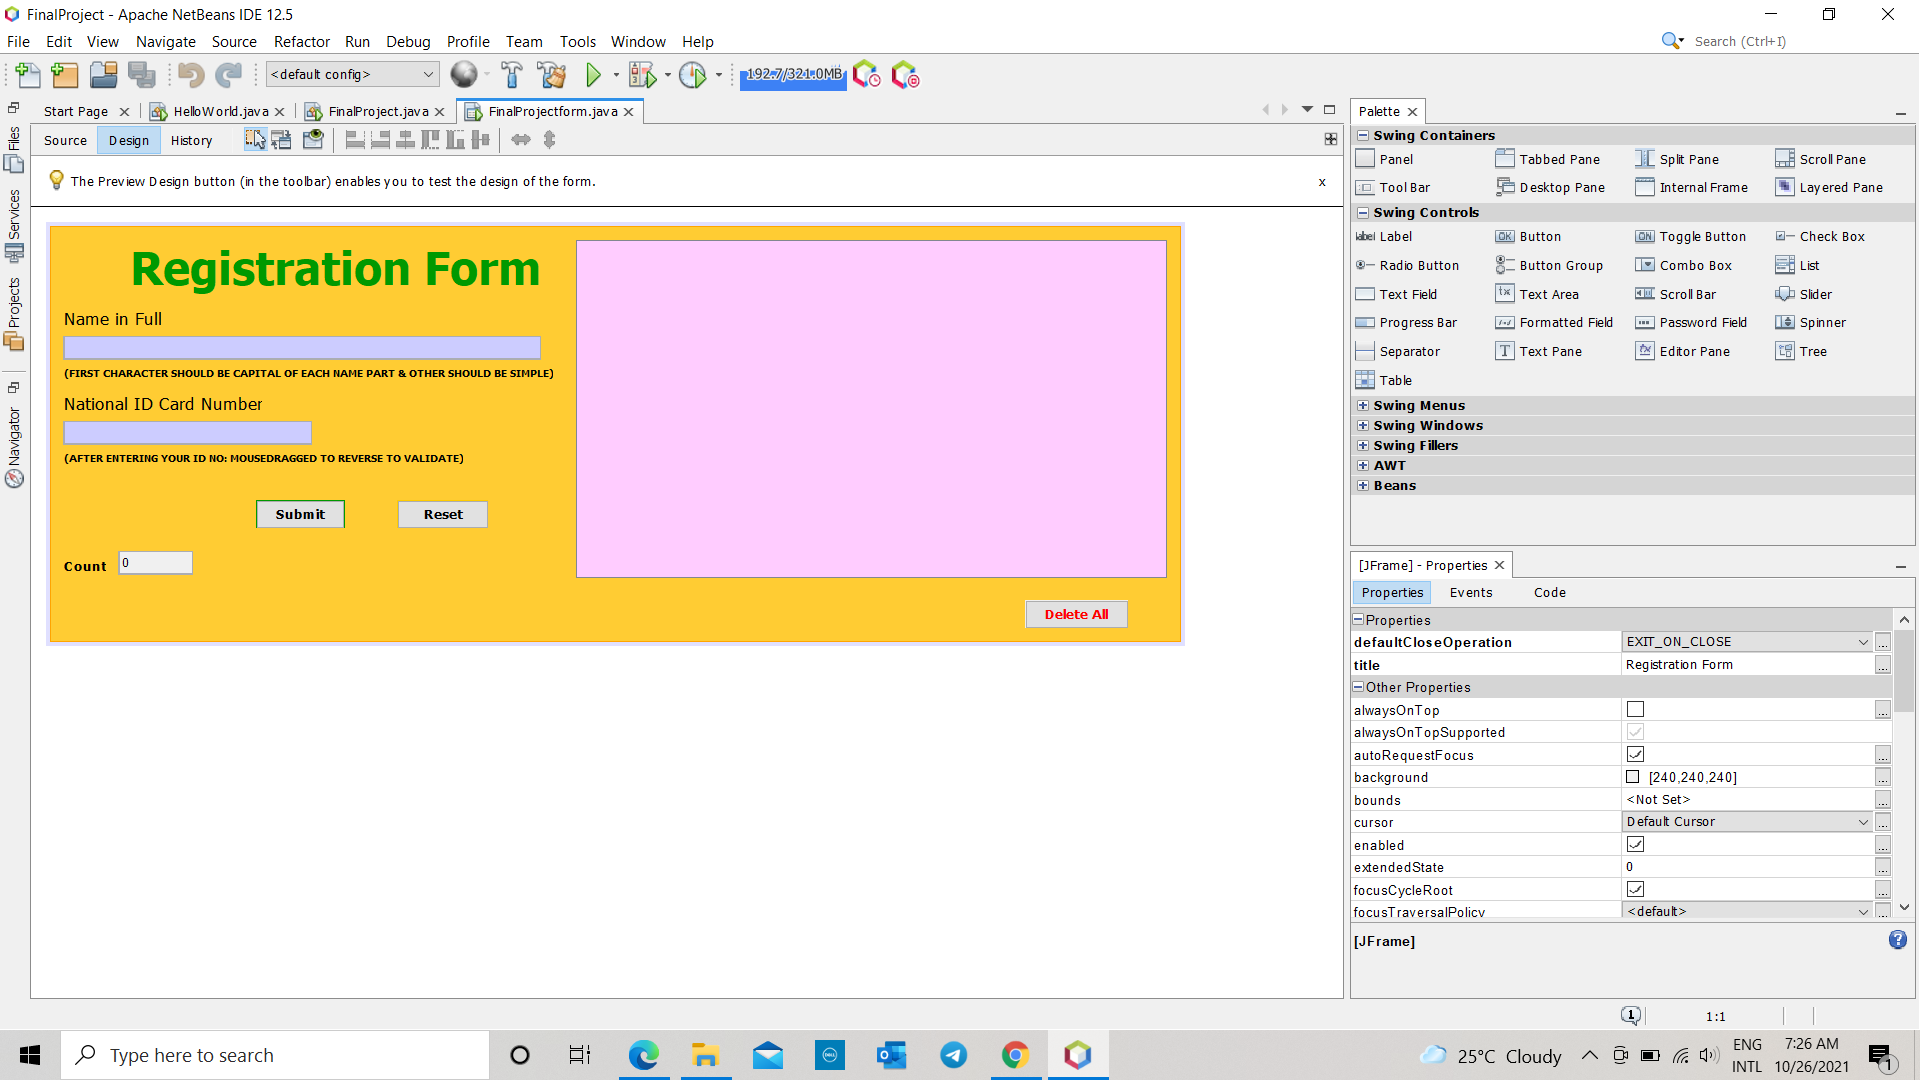 FinalProject - Apache NetBeans IDE 12.5
File Edit View Navigate Source Refactor Run Debug Profile Team Tools Window Help
Search (Ctrl+I)
<default config>
192.7/321.0MB
Start Page HelloWorld.java FinalProject.java FinalProjectform.java
Source Design History
The Preview Design button (in the toolbar) enables you to test the design of the form.
x
Files
Services
Projects
Navigator
Registration Form
Name in Full
(FIRST CHARACTER SHOULD BE CAPITAL OF EACH NAME PART & OTHER SHOULD BE SIMPLE)
National ID Card Number
(AFTER ENTERING YOUR ID NO: MOUSEDRAGGED TO REVERSE TO VALIDATE)
Submit Reset
Count 0
Delete All
Palette
Swing Containers
Panel Tabbed Pane Split Pane Scroll Pane
Tool Bar Desktop Pane Internal Frame Layered Pane
Swing Controls
label Label OK Button ON Toggle Button Check Box
Radio Button Button Group Combo Box List
Text Field Text Area Scroll Bar Slider
Progress Bar Formatted Field Password Field Spinner
Separator Text Pane Editor Pane Tree
Table
Swing Menus
Swing Windows
Swing Fillers
AWT
Beans
[JFrame] - Properties
Properties Events Code
Properties
defaultCloseOperation EXIT_ON_CLOSE ...
title Registration Form ...
Other Properties
alwaysOnTop ...
alwaysOnTopSupported
autoRequestFocus ...
background [240,240,240] ...
bounds <Not Set> ...
cursor Default Cursor ...
enabled ...
extendedState 0 ...
focusCycleRoot ...
focusTraversalPolicy <default> ...
[JFrame]
1 1:1
Type here to search
DELL
25°C Cloudy
ENG
INTL
7:26 AM
10/26/2021
1